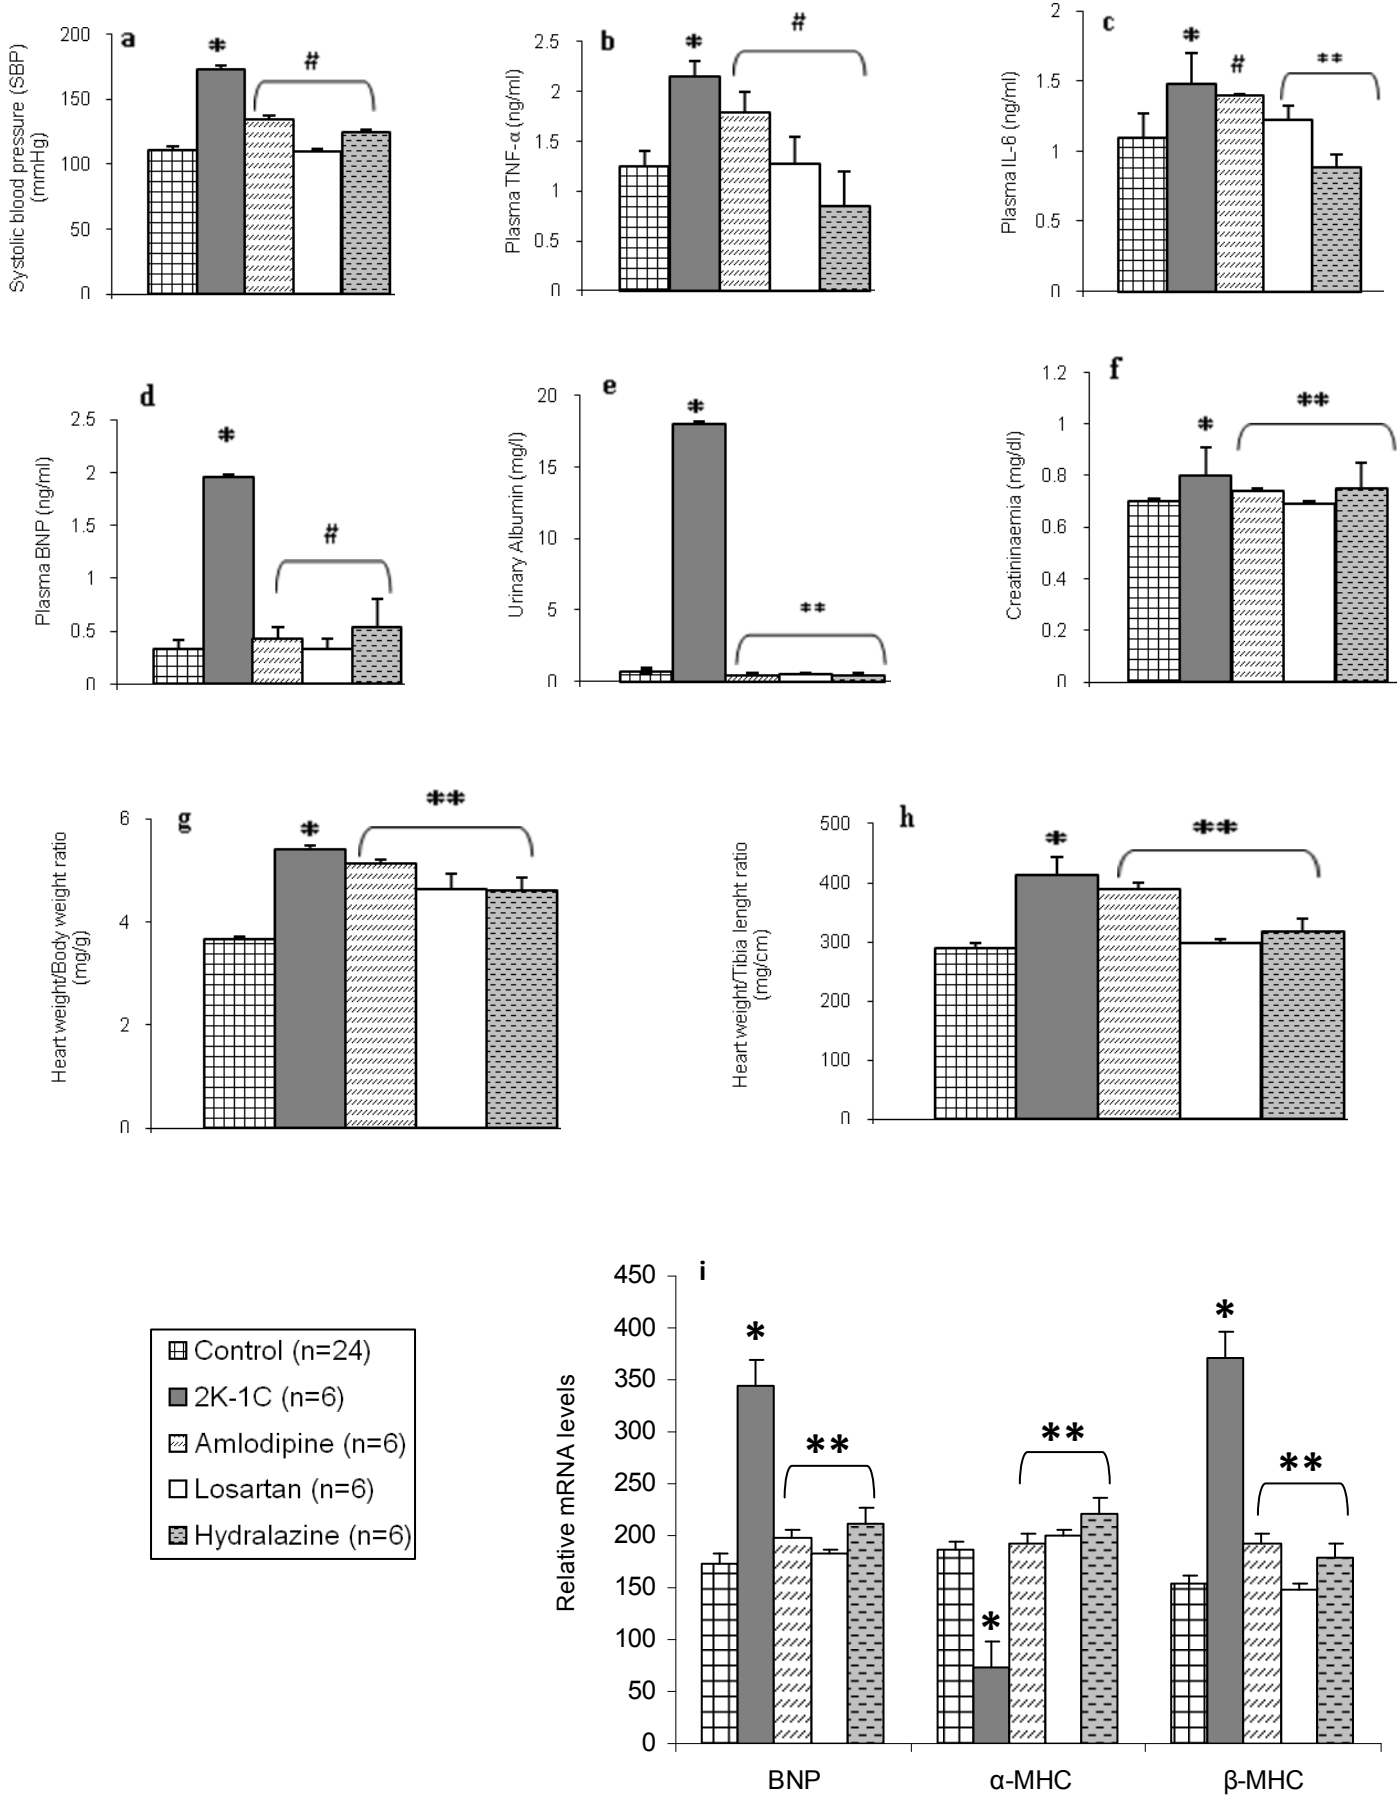 a
Systolic blood pressure (SBP)
(mmHg)
200
150
100
50
0
*
#
b
Plasma TNF-α (ng/ml)
2.5
2
1.5
1
0.5
0
*
#
c
Plasma IL-6 (ng/ml)
2
1.5
1
0.5
0
*
#
**
d
Plasma BNP (ng/ml)
2.5
2
1.5
1
0.5
0
*
#
e
Urinary Albumin (mg/l)
20
15
10
5
0
*
**
f
Creatininaemia (mg/dl)
1.2
1
0.8
0.6
0.4
0.2
0
*
**
g
Heart weight/Body weight ratio
(mg/g)
6
4
2
0
*
**
h
Heart weight/Tibia lenght ratio
(mg/cm)
500
400
300
200
100
0
*
**
Control (n=24)
2K-1C (n=6)
Amlodipine (n=6)
Losartan (n=6)
Hydralazine (n=6)
i
Relative mRNA levels
450
400
350
300
250
200
150
100
50
0
*
**
*
**
*
**
BNP
α-MHC
β-MHC